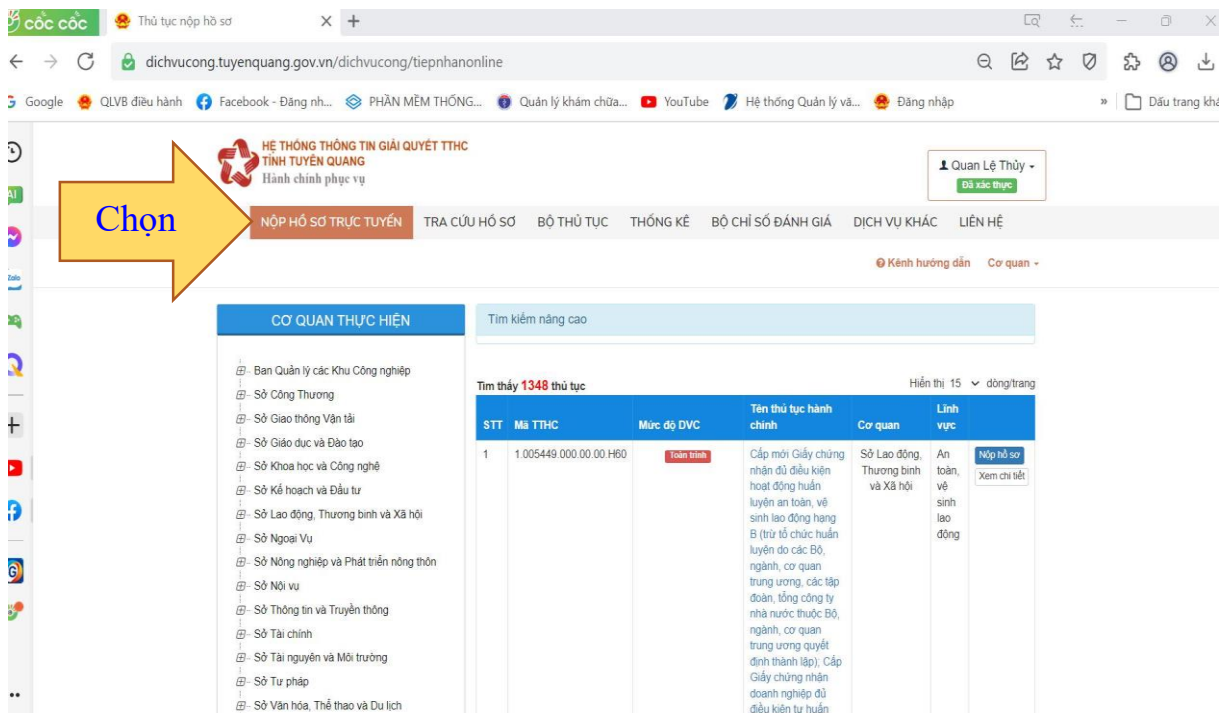 cốc cốc
Thủ tục nộp hồ sơ
dichvucong.tuyenquang.gov.vn/dichvucong/tiepnhanonline
Google QLVB điều hành Facebook - Đăng nh... PHẦN MỀM THỐNG... Quản lý khám chữa... YouTube Hệ thống Quản lý vă... Đăng nhập » Dấu trang khá
HỆ THỐNG THÔNG TIN GIẢI QUYẾT TTHC
TỈNH TUYÊN QUANG
Hành chính phục vụ
Quan Lệ Thủy
Đã xác thực
Chọn
NỘP HỒ SƠ TRỰC TUYẾN TRA CỨU HỒ SƠ BỘ THỦ TỤC THỐNG KÊ BỘ CHỈ SỐ ĐÁNH GIÁ DỊCH VỤ KHÁC LIÊN HỆ
Kênh hướng dẫn Cơ quan
AI
Zalo
CƠ QUAN THỰC HIỆN
Ban Quản lý các Khu Công nghiệp
Sở Công Thương
Sở Giao thông Vận tải
Sở Giáo dục và Đào tạo
Sở Khoa học và Công nghệ
Sở Kế hoạch và Đầu tư
Sở Lao động, Thương binh và Xã hội
Sở Ngoại Vụ
Sở Nông nghiệp và Phát triển nông thôn
Sở Nội vụ
Sở Thông tin và Truyền thông
Sở Tài chính
Sở Tài nguyên và Môi trường
Sở Tư pháp
Sở Văn hóa, Thể thao và Du lịch
Tìm kiếm nâng cao
Tìm thấy 1348 thủ tục
Hiển thị 15 dòng/trang
STT Mã TTHC Mức độ DVC Tên thủ tục hành chính Cơ quan Lĩnh vực
1 1.005449.000.00.00.H60 Toàn trình
Cấp mới Giấy chứng
nhận đủ điều kiện
hoạt động huấn
luyện an toàn, vệ
sinh lao động hạng
B (trừ tổ chức huấn
luyện do các Bộ,
ngành, cơ quan
trung ương, các tập
đoàn, tổng công ty
nhà nước thuộc Bộ,
ngành, cơ quan
trung ương quyết
định thành lập); Cấp
Giấy chứng nhận
doanh nghiệp đủ
điều kiện tự huấn
Sở Lao động,
Thương binh
và Xã hội
An
toàn,
vệ
sinh
lao
động
Nộp hồ sơ
Xem chi tiết